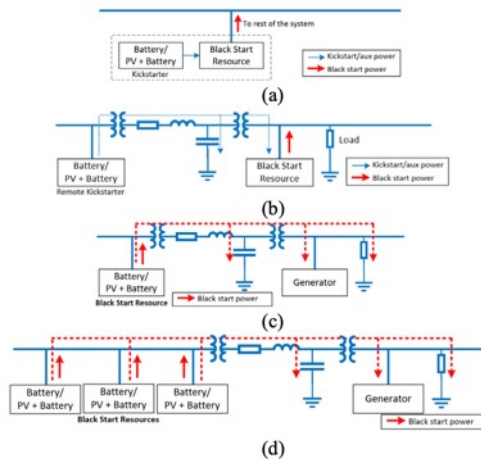 To rest of the system
Battery/
PV + Battery
Black Start
Resource
Kickstarter
Kickstart/aux power
Black start power
(a)
Load
Battery/
PV + Battery
Black Start
Resource
Remote Kickstarter
Kickstart/aux power
Black start power
(b)
Battery/
PV + Battery
Generator
Black Start Resource
Black start power
(c)
Battery/
PV + Battery
Battery/
PV + Battery
Battery/
PV + Battery
Generator
Black Start Resources
Black start power
(d)